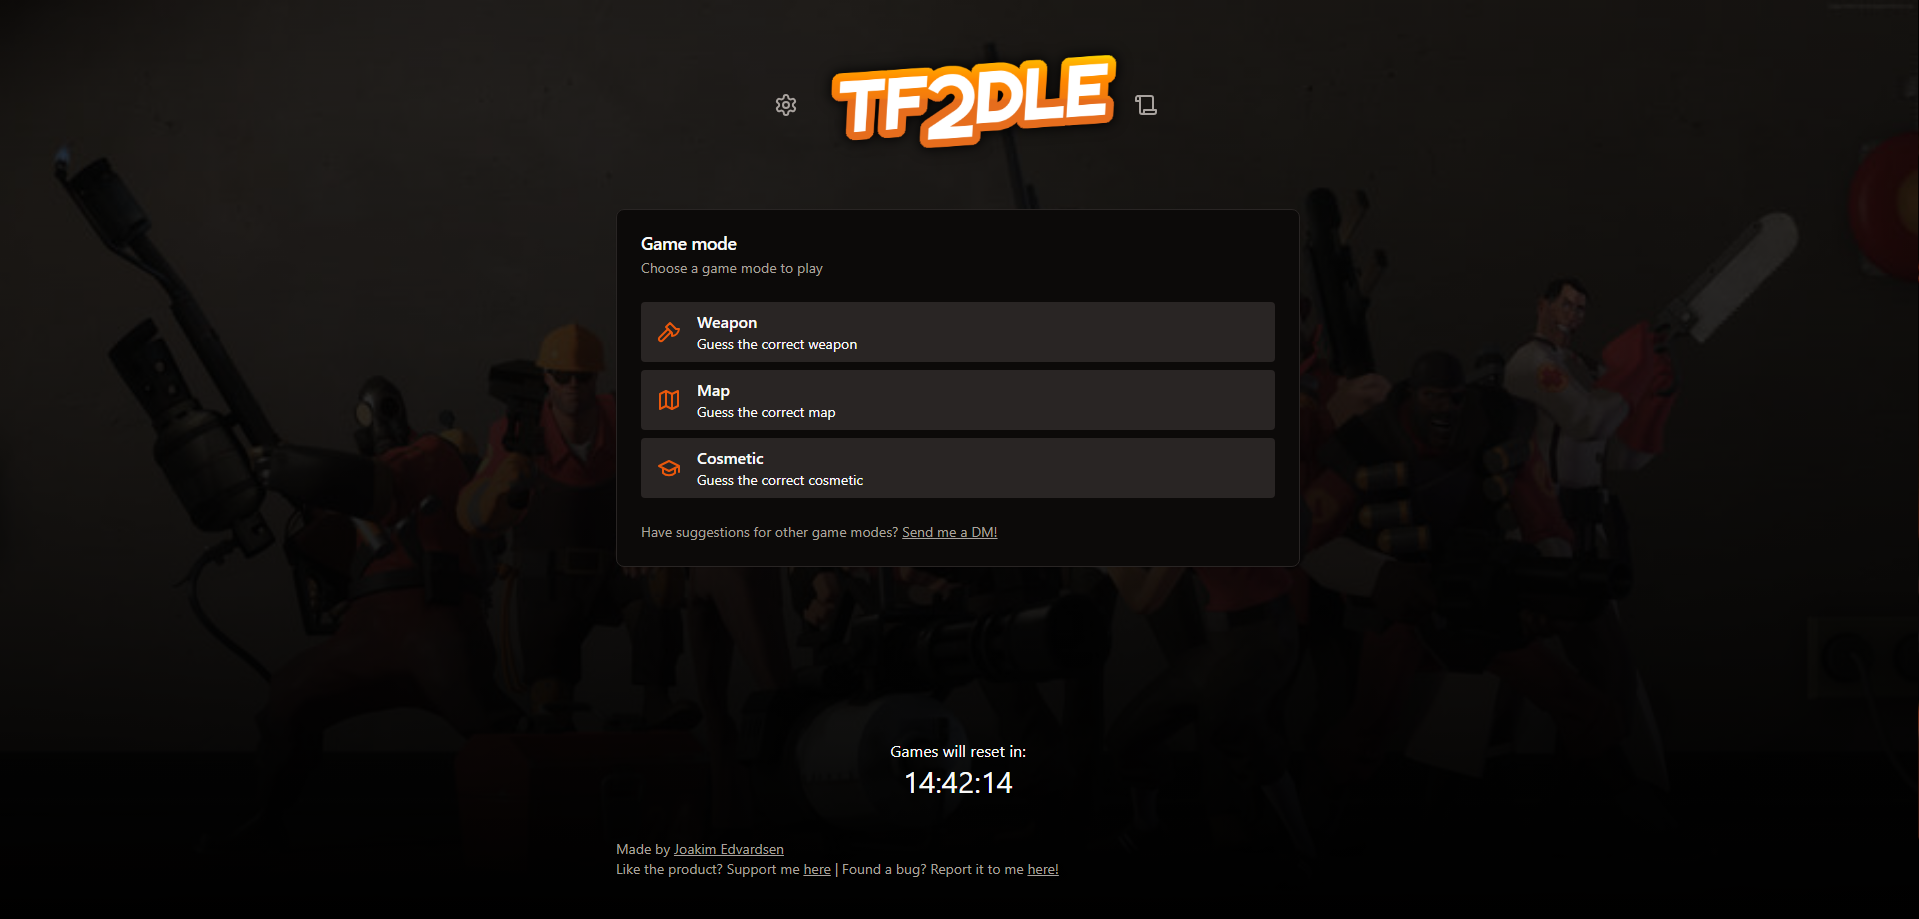 TF2DLE
Game mode
Choose a game mode to play
Weapon
Guess the correct weapon
Map
Guess the correct map
Cosmetic
Guess the correct cosmetic
Have suggestions for other game modes? Send me a DM!
Games will reset in:
14:42:14
Made by Joakim Edvardsen
Like the product? Support me here | Found a bug? Report it to me here!